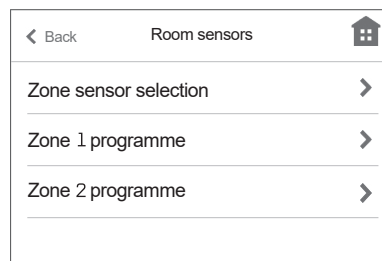 Back Room sensors
Zone sensor selection
Zone 1 programme
Zone 2 programme